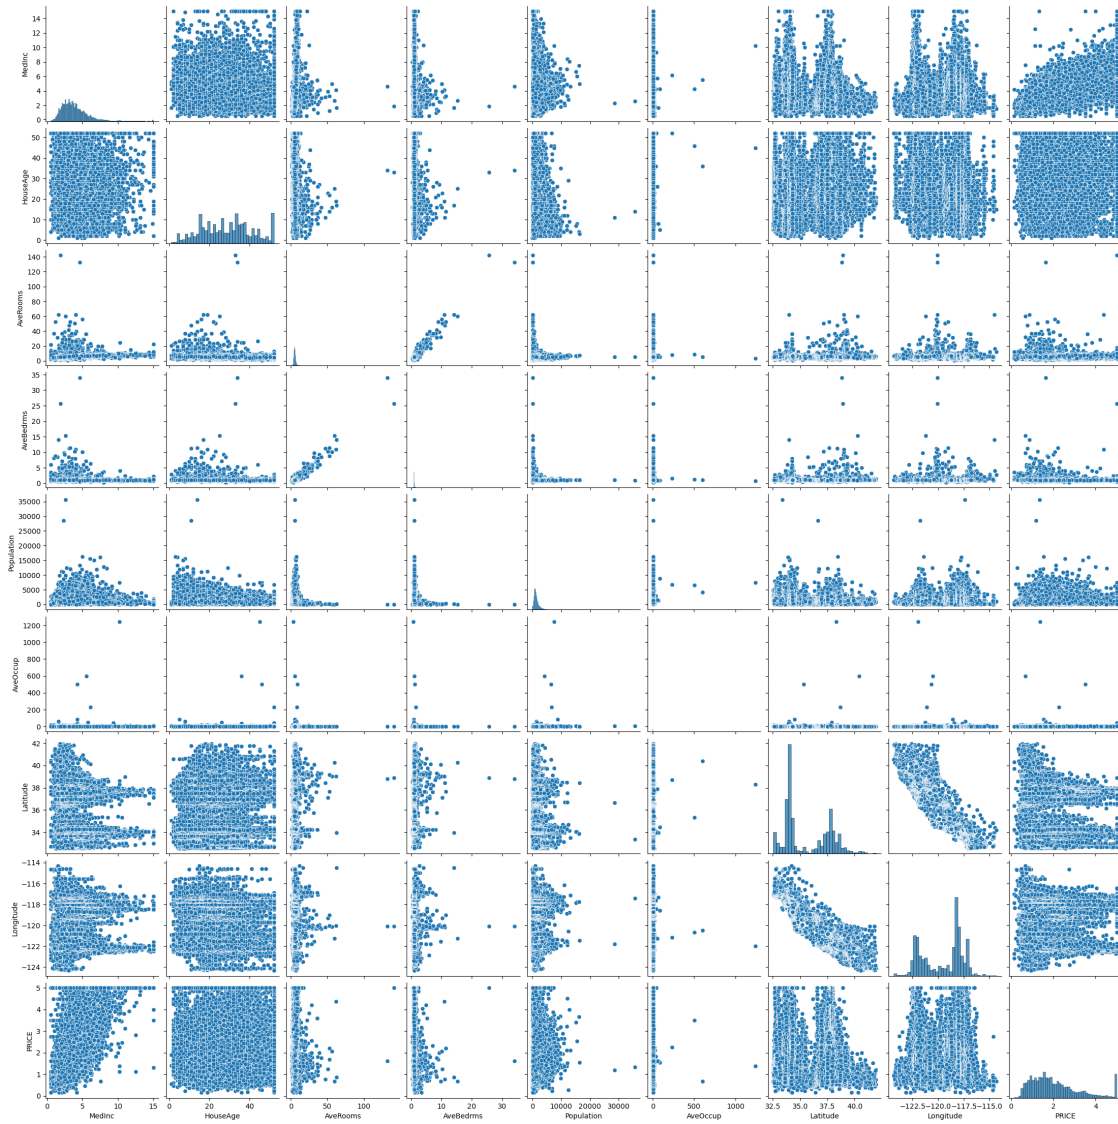 14
12
10
8
6
4
2
0
MedInc
50
40
30
20
10
0
HouseAge
140
120
100
80
60
40
20
0
AveRooms
35
30
25
20
15
10
5
0
AveBedrms
35000
30000
25000
20000
15000
10000
5000
0
Population
1200
1000
800
600
400
200
0
AveOccup
42
40
38
36
34
Latitude
−114
−116
−118
−120
−122
−124
Longitude
5
4
3
2
1
0
PRICE
0 5 10 15
MedInc
0 20 40
HouseAge
0 50 100
AveRooms
0 10 20 30
AveBedrms
0 10000 20000 30000
Population
0 500 1000
AveOccup
32.5 35.0 37.5 40.0
Latitude
−122.5 −120.0 −117.5 −115.0
Longitude
0 2 4
PRICE